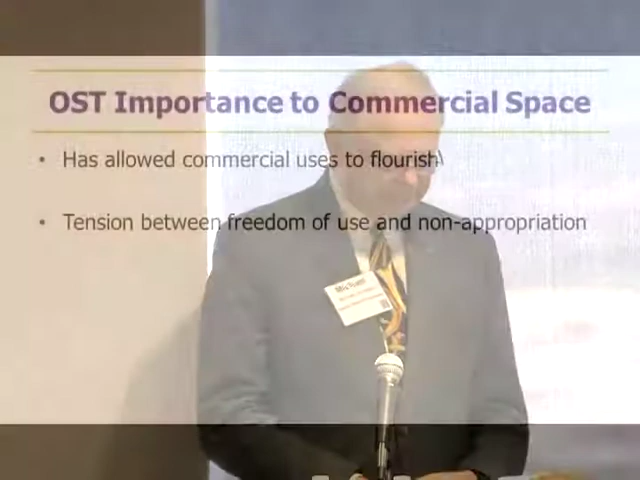 OST Importance to Commercial Space
• Has allowed commercial uses to flourish
• Tension between freedom of use and non-appropriation